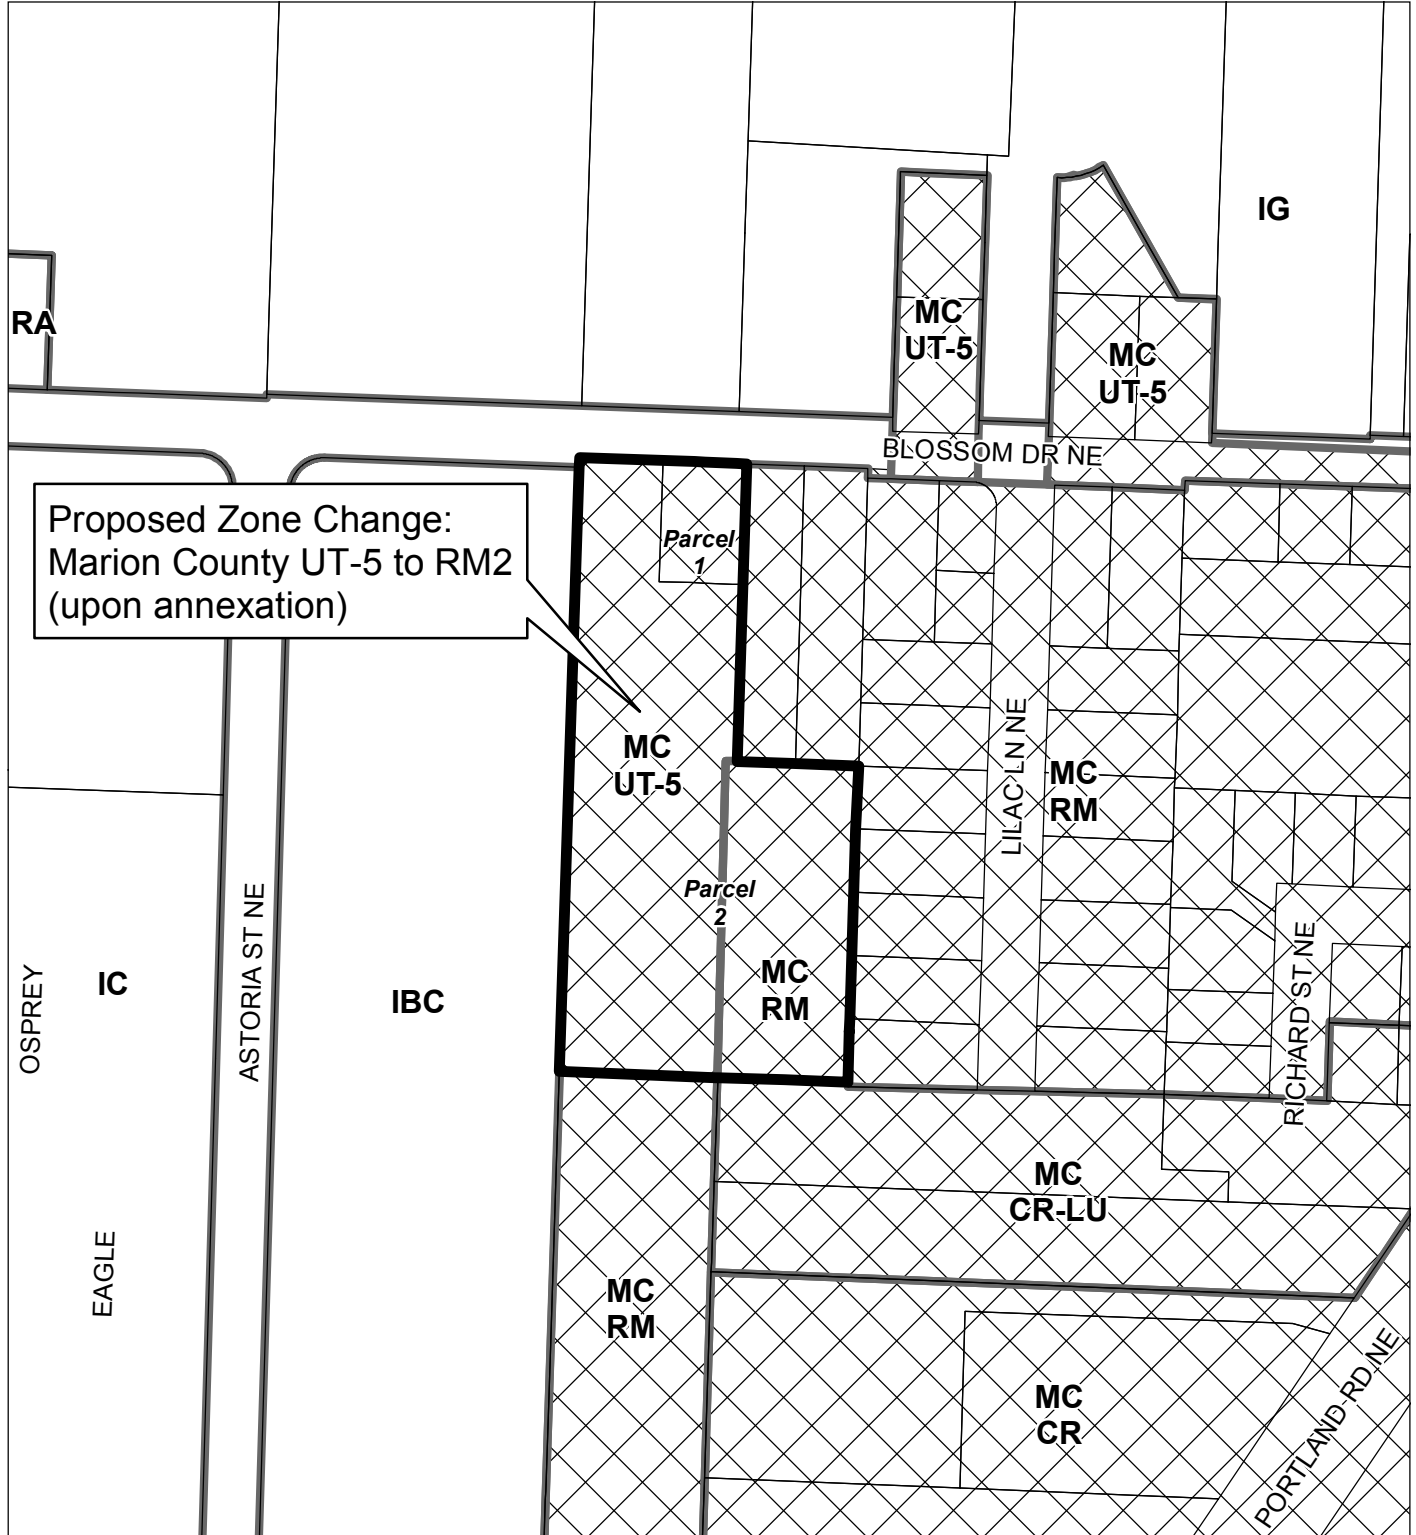 IG
RA
MC
UT-5
MC
UT-5
BLOSSOM DR NE
Proposed Zone Change:
Marion County UT-5 to RM2
(upon annexation)
Parcel
1
MC
UT-5
LILAC LN NE
MC
RM
Parcel
2
ASTORIA ST NE
OSPREY
IC
IBC
MC
RM
RICHARD ST NE
MC
CR-LU
EAGLE
MC
RM
MC
CR
PORTLAND RD NE